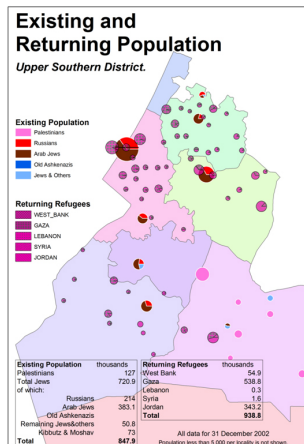 Existing and
Returning Population
Upper Southern District.
Existing Population
Palestinians
Russians
Arab Jews
Old Ashkenazis
Jews & Others
Returning Refugees
WEST_BANK
GAZA
LEBANON
SYRIA
JORDAN
Existing Population thousands
Palestinians 127
Total Jews 720.9
of which:
Russians 214
Arab Jews 383.1
Old Ashkenazis
Remaining Jews&others 50.8
Kibbutz & Moshav 73
Total 847.9
Returning Refugees thousands
West Bank 54.9
Gaza 538.8
Lebanon 0.3
Syria 1.6
Jordan 343.2
Total 938.8
All data for 31 December 2002
Population less than 5,000 per locality is not shown